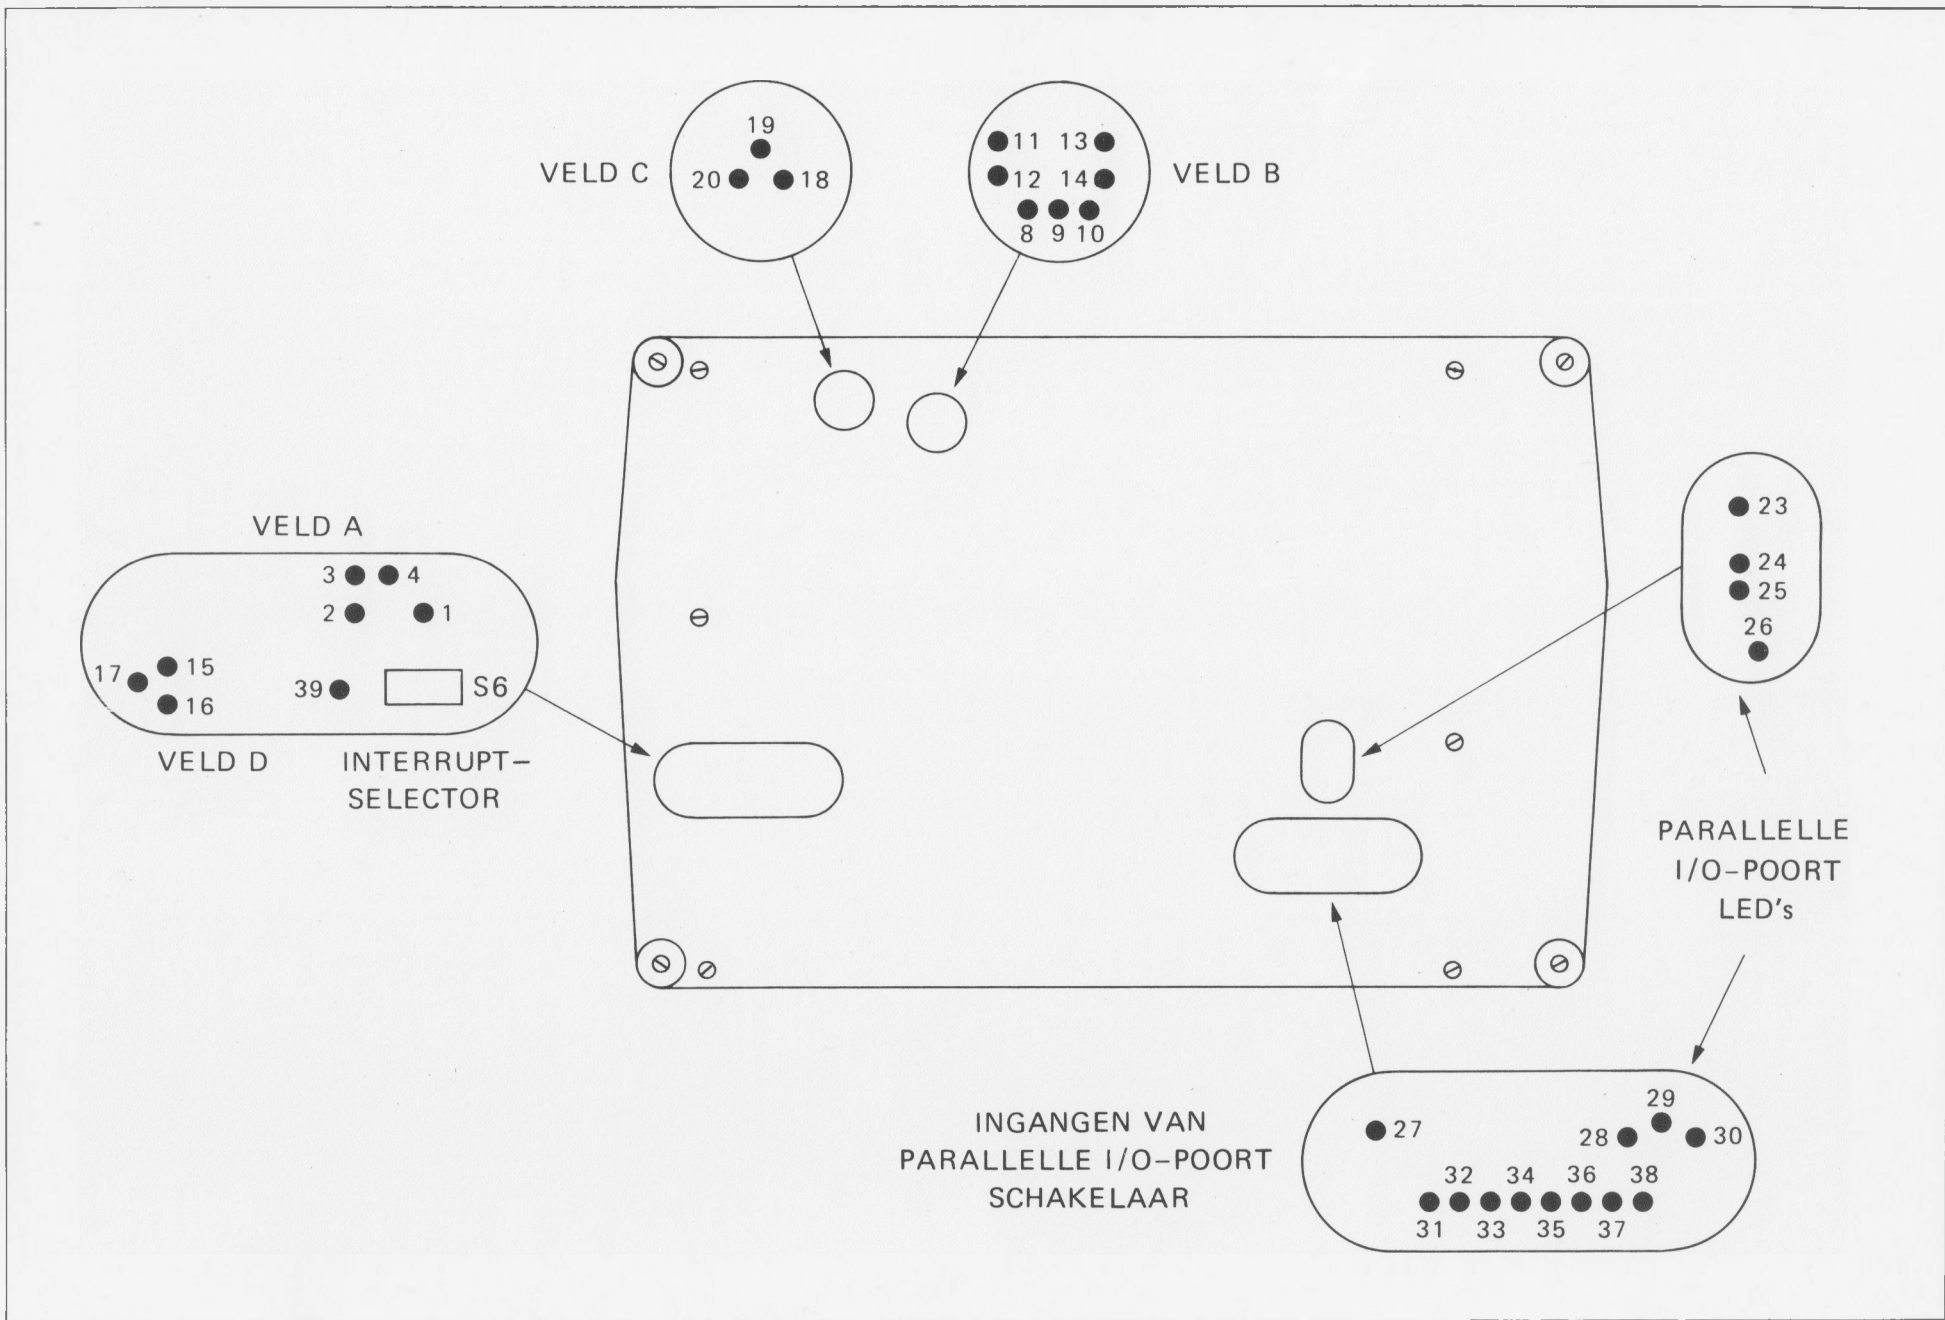 VELD C
19
20 18
11 13
12 14
8 9 10
VELD B
VELD A
3 4
2 1
17 15
16
39 S6
VELD D
INTERRUPT–
SELECTOR
23
24
25
26
PARALLELLE
I/O–POORT
LED's
INGANGEN VAN
PARALLELLE I/O–POORT
SCHAKELAAR
27
29
28 30
32 34 36 38
31 33 35 37